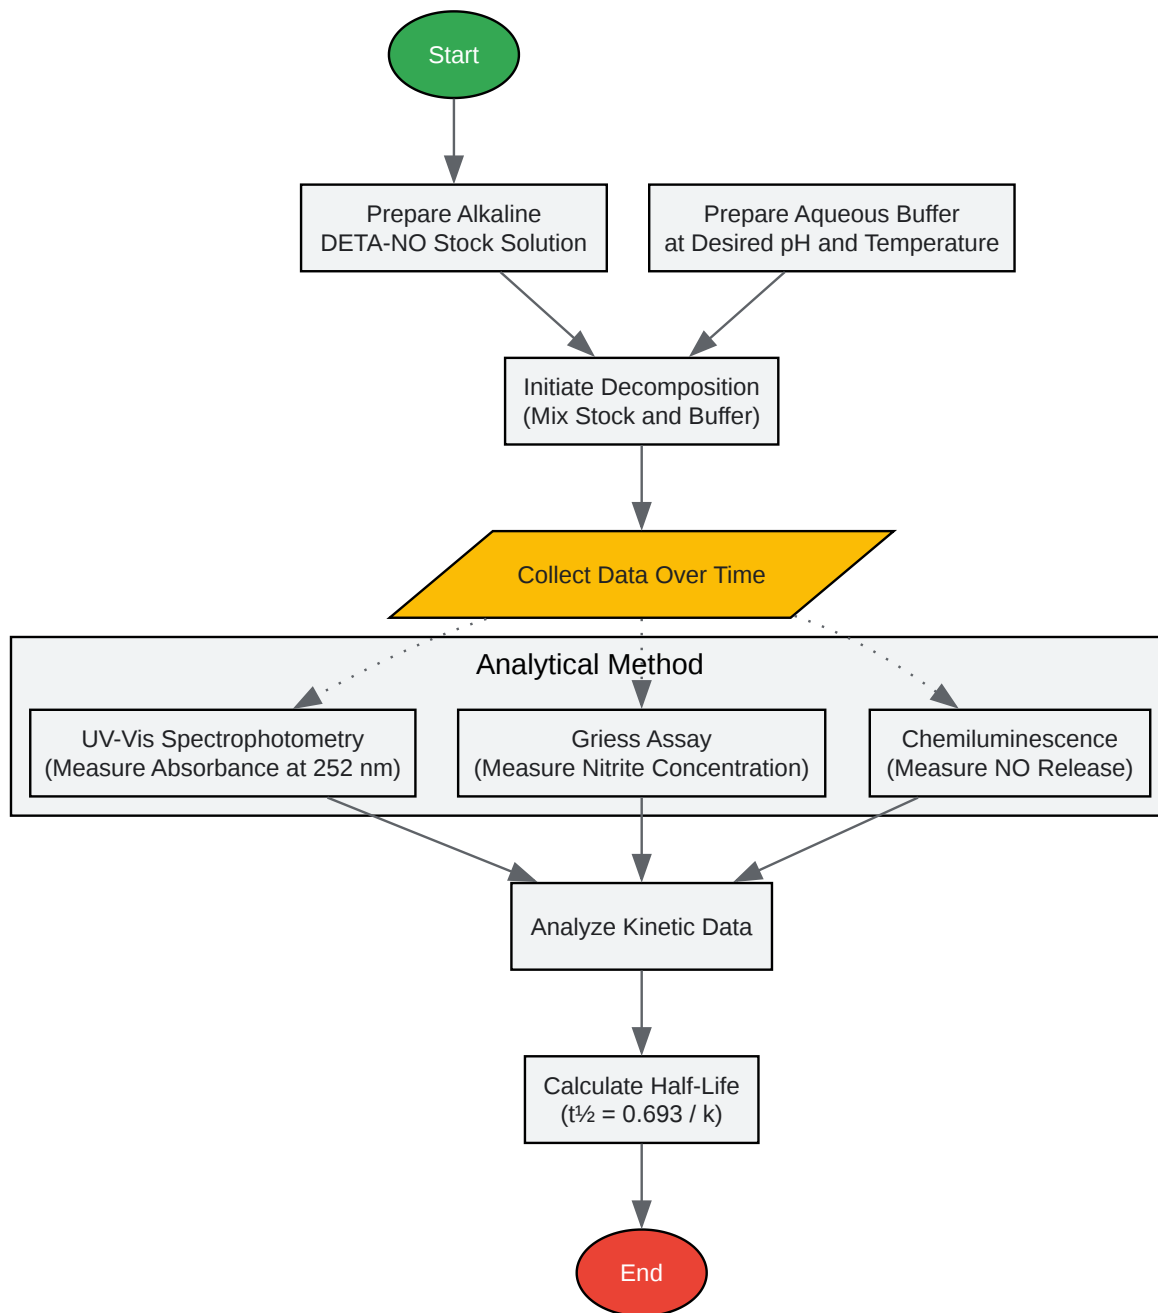 Start
Prepare Alkaline
DETA-NO Stock Solution
Prepare Aqueous Buffer
at Desired pH and Temperature
Initiate Decomposition
(Mix Stock and Buffer)
Collect Data Over Time
Analytical Method
UV-Vis Spectrophotometry
(Measure Absorbance at 252 nm)
Griess Assay
(Measure Nitrite Concentration)
Chemiluminescence
(Measure NO Release)
Analyze Kinetic Data
Calculate Half-Life
(t½ = 0.693 / k)
End